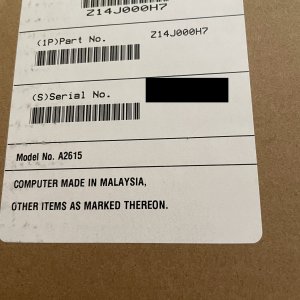 Z14J000H7
(1P)Part No. Z14J000H7
(S)Serial No.
Model No. A2615
COMPUTER MADE IN MALAYSIA,
OTHER ITEMS AS MARKED THEREON.